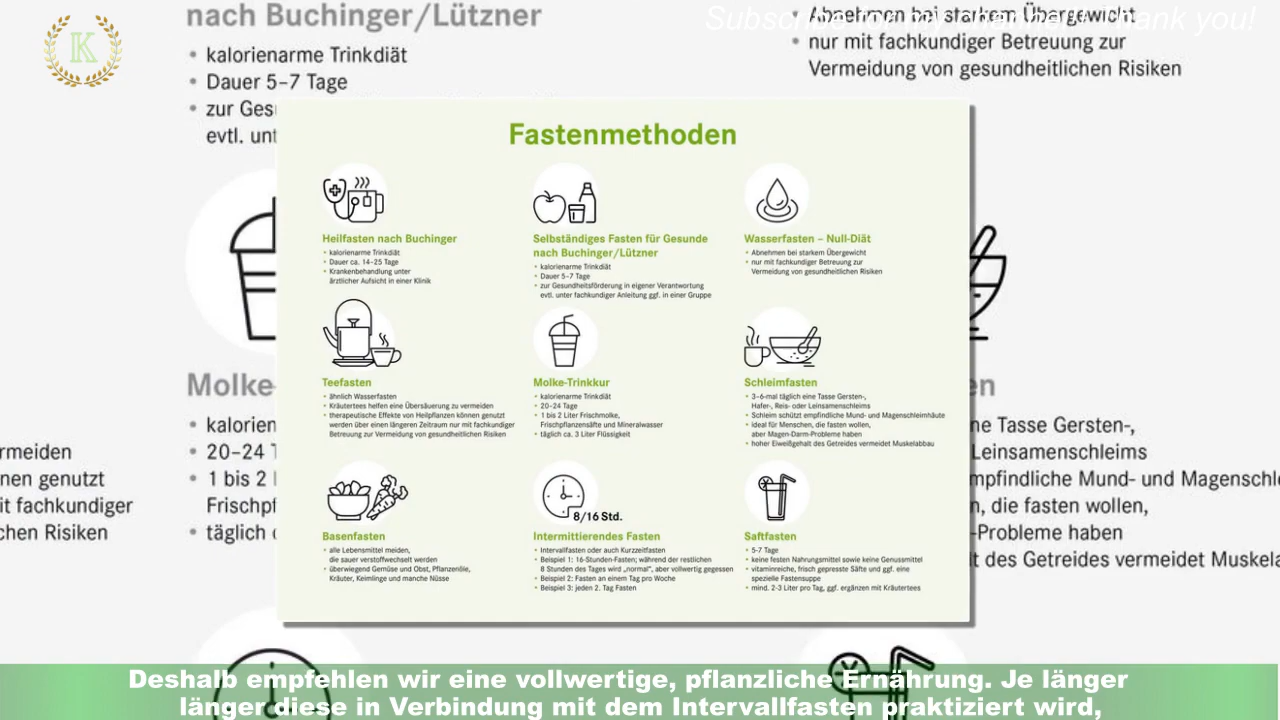 nach Buchinger/Lützner
• kalorienarme Trinkdiät
• Dauer 5–7 Tage
• zur Ges
evtl. unt
Subscribe for my channel!! Thank you!
• Abnehmen bei starkem Übergewicht
• nur mit fachkundiger Betreuung zur
Vermeidung von gesundheitlichen Risiken
K
Fastenmethoden
Heilfasten nach Buchinger
• kalorienarme Trinkdiät
• Dauer ca. 14–25 Tage
• Krankenbehandlung unter
ärztlicher Aufsicht in einer Klinik
Selbständiges Fasten für Gesunde
nach Buchinger/Lützner
• kalorienarme Trinkdiät
• Dauer 5–7 Tage
• zur Gesundheitsförderung in eigener Verantwortung
evtl. unter fachkundiger Anleitung ggf. in einer Gruppe
Wasserfasten – Null-Diät
• Abnehmen bei starkem Übergewicht
• nur mit fachkundiger Betreuung zur
Vermeidung von gesundheitlichen Risiken
Teefasten
• ähnlich Wasserfasten
• Kräutertees helfen eine Übersäuerung zu vermeiden
• therapeutische Effekte von Heilpflanzen können genutzt
werden über einen längeren Zeitraum nur mit fachkundiger
Betreuung zur Vermeidung von gesundheitlichen Risiken
Molke-Trinkkur
• kalorienarme Trinkdiät
• 20–24 Tage
• 1 bis 2 Liter Frischmolke,
Frischpflanzensäfte und Mineralwasser
• täglich ca. 3 Liter Flüssigkeit
Schleimfasten
• 3–6-mal täglich eine Tasse Gersten-,
Hafer-, Reis- oder Leinsamenschleims
• Schleim schützt empfindliche Mund- und Magenschleimhäute
• ideal für Menschen, die fasten wollen,
aber Magen-Darm-Probleme haben
• hoher Eiweißgehalt des Getreides vermeidet Muskelabbau
Basenfasten
• alle Lebensmittel meiden,
die sauer verstoffwechselt werden
• überwiegend Gemüse und Obst, Pflanzenöle,
Kräuter, Keimlinge und manche Nüsse
8/16 Std.
Intermittierendes Fasten
• Intervallfasten oder auch Kurzzeitfasten
• Beispiel 1: 16-Stunden-Fasten; während der restlichen
8 Stunden des Tages wird „normal“, aber vollwertig gegessen
• Beispiel 2: Fasten an einem Tag pro Woche
• Beispiel 3: jeden 2. Tag Fasten
Saftfasten
• 5-7 Tage
• keine festen Nahrungsmittel sowie keine Genussmittel
• vitaminreiche, frisch gepresste Säfte und ggf. eine
spezielle Fastensuppe
• mind. 2-3 Liter pro Tag, ggf. ergänzen mit Kräutertees
rmeiden
nen genutzt
it fachkundiger
chen Risiken
Molke-
• kalorien
• 20–24 T
• 1 bis 2
Frischpf
• täglich
en
ne Tasse Gersten-,
Leinsamenschleims
mpfindliche Mund- und Magenschle
n, die fasten wollen,
-Probleme haben
lt des Getreides vermeidet Muskela
Deshalb empfehlen wir eine vollwertige, pflanzliche Ernährung. Je länger
länger diese in Verbindung mit dem Intervallfasten praktiziert wird,